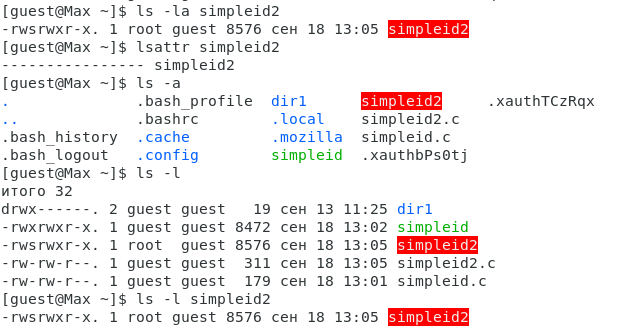 [guest@Max ~]$ ls -la simpleid2
-rwsrwxr-x. 1 root guest 8576 сен 18 13:05 simpleid2
[guest@Max ~]$ lsattr simpleid2
---------------- simpleid2
[guest@Max ~]$ ls -a
. .bash_profile dir1 simpleid2 .xauthTCzRqx
.. .bashrc .local simpleid2.c
.bash_history .cache .mozilla simpleid.c
.bash_logout .config simpleid .xauthbPs0tj
[guest@Max ~]$ ls -l
итого 32
drwx------. 2 guest guest 19 сен 13 11:25 dir1
-rwxrwxr-x. 1 guest guest 8472 сен 18 13:02 simpleid
-rwsrwxr-x. 1 root guest 8576 сен 18 13:05 simpleid2
-rw-rw-r--. 1 guest guest 311 сен 18 13:05 simpleid2.c
-rw-rw-r--. 1 guest guest 179 сен 18 13:01 simpleid.c
[guest@Max ~]$ ls -l simpleid2
-rwsrwxr-x. 1 root guest 8576 сен 18 13:05 simpleid2